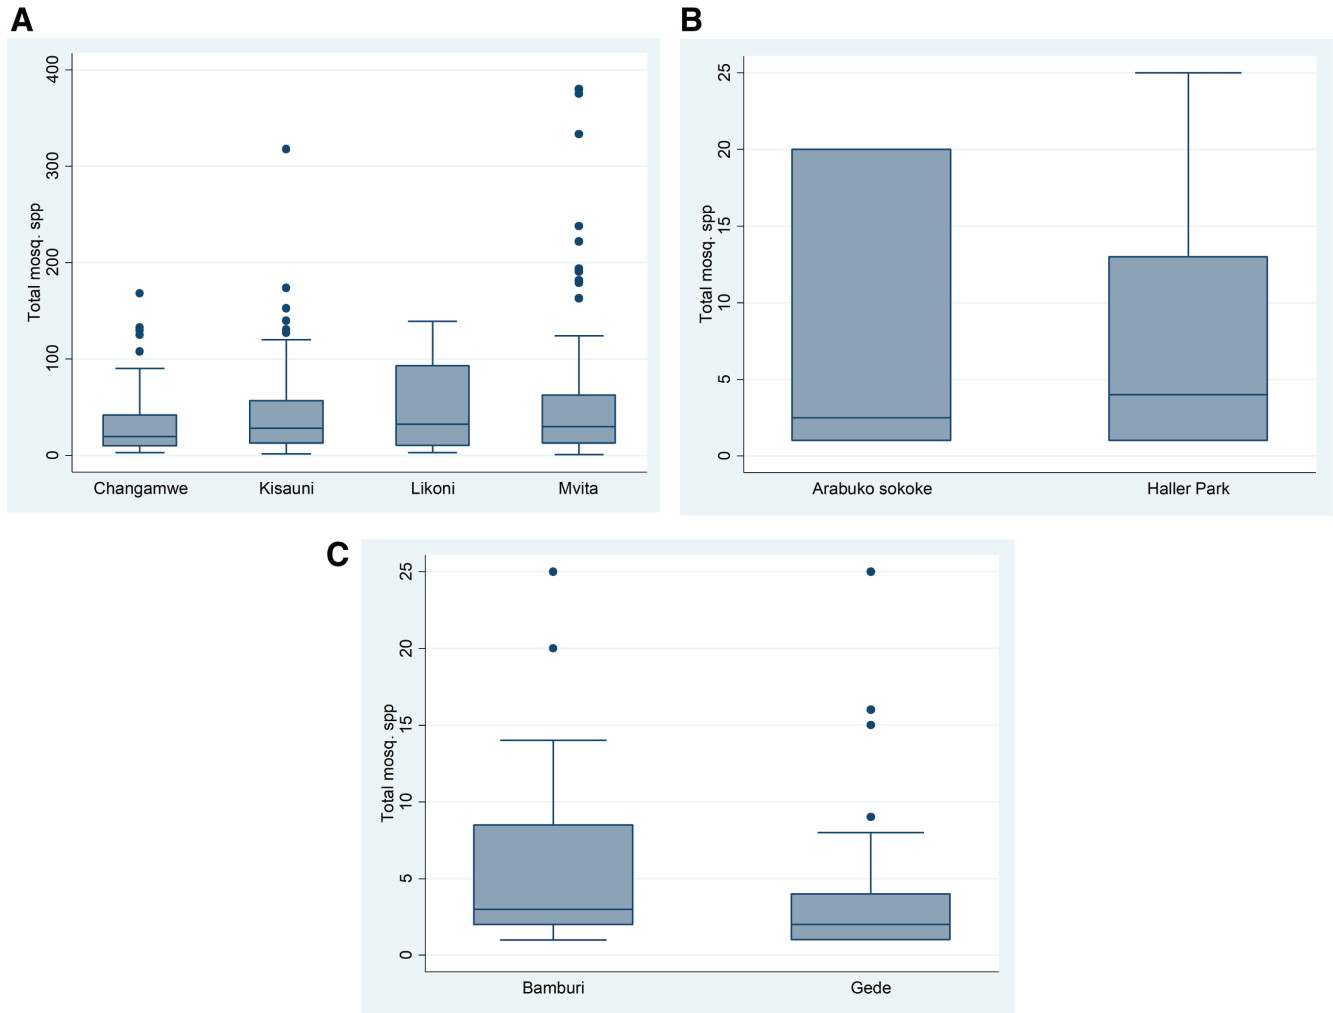 A
Total mosq. spp
400
300
200
100
0
Changamwe Kisauni Likoni Mvita
B
Total mosq. spp
25
20
15
10
5
0
Arabuko sokoke Haller Park
C
Total mosq. spp
25
20
15
10
5
0
Bamburi Gede